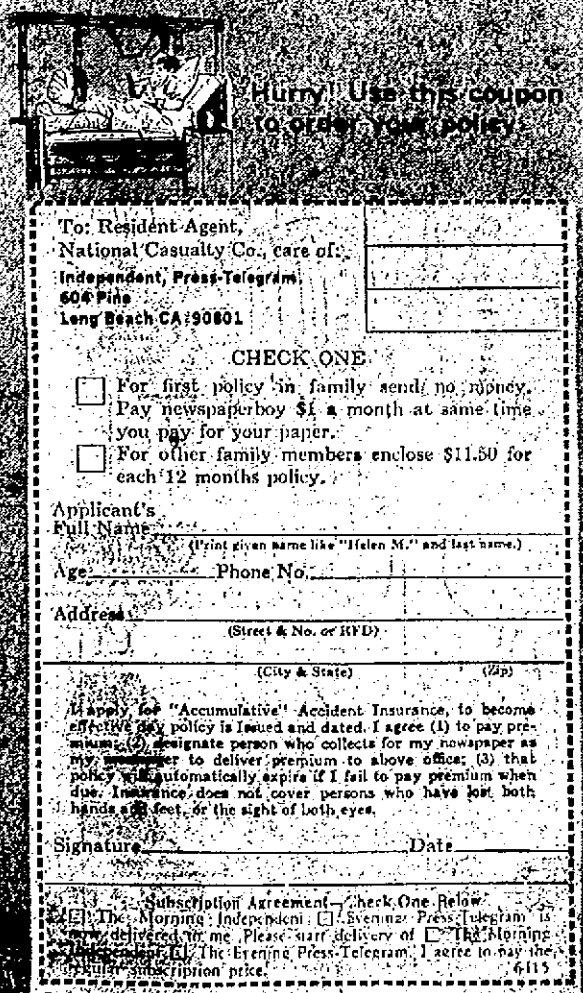 Hurry! Use this coupon
to order your policy
To: Resident Agent,
National Casualty Co., care of:
Independent, Press-Telegram
604 Pine
Long Beach CA 90801
CHECK ONE
For first policy in family send no money.
Pay newspaperboy $1 a month at same time
you pay for your paper.
For other family members enclose $11.50 for
each 12 months policy.
Applicant's
Full Name
(Print given name like "Helen M." and last name.)
Age Phone No.
Address
(Street & No. or RFD)
(City & State) (Zip)
I apply for "Accumulative" Accident Insurance, to become
effective day policy is issued and dated. I agree (1) to pay pre-
mium; (2) designate person who collects for my newspaper as
my to deliver premium to above office; (3) that
policy will automatically expire if I fail to pay premium when
due. Insurance does not cover persons who have lost both
hands and feet, or the sight of both eyes.
Signature Date
Subscription Agreement—Check One Below
The Morning Independent Evening Press-Telegram is
now delivered to me. Please start delivery of The Morning
Independent The Evening Press-Telegram. I agree to pay the
regular subscription price. 6415